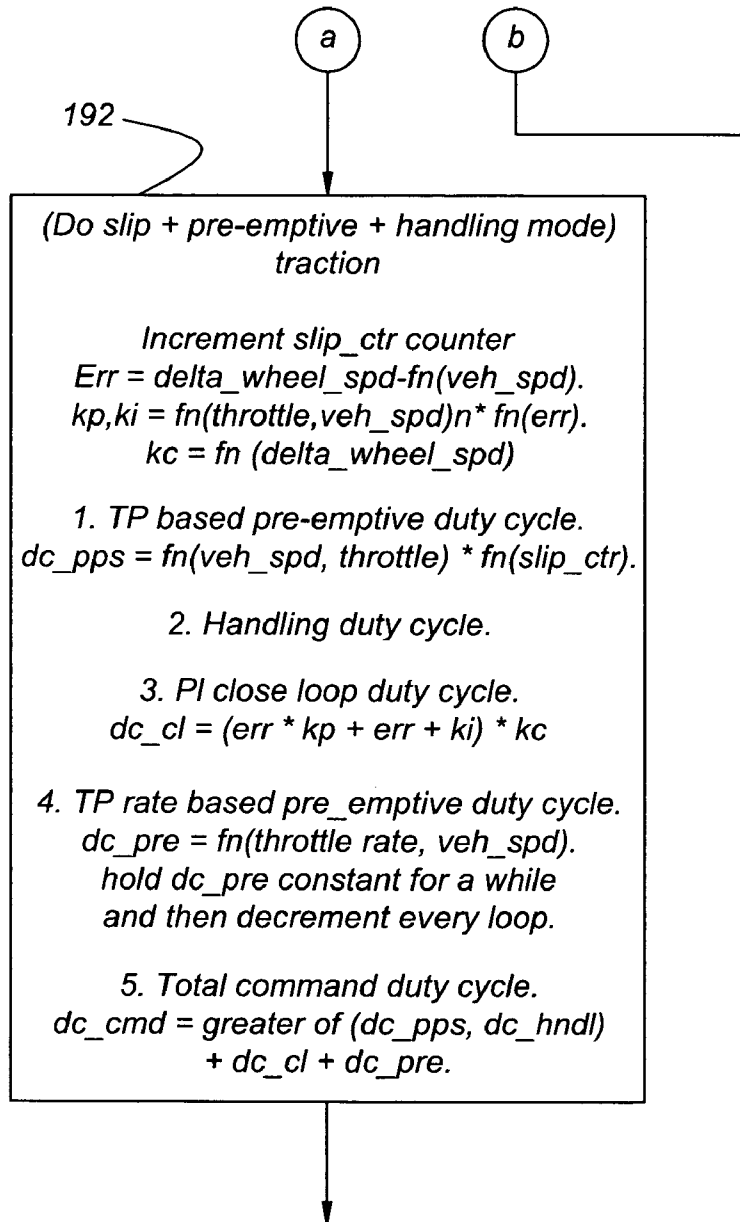 a
b
192
(Do slip + pre-emptive + handling mode)
traction
Increment slip_ctr counter
Err = delta_wheel_spd-fn(veh_spd).
kp,ki = fn(throttle,veh_spd)n* fn(err).
kc = fn (delta_wheel_spd)
1. TP based pre-emptive duty cycle.
dc_pps = fn(veh_spd, throttle) * fn(slip_ctr).
2. Handling duty cycle.
3. PI close loop duty cycle.
dc_cl = (err * kp + err + ki) * kc
4. TP rate based pre_emptive duty cycle.
dc_pre = fn(throttle rate, veh_spd).
hold dc_pre constant for a while
and then decrement every loop.
5. Total command duty cycle.
dc_cmd = greater of (dc_pps, dc_hndl)
+ dc_cl + dc_pre.